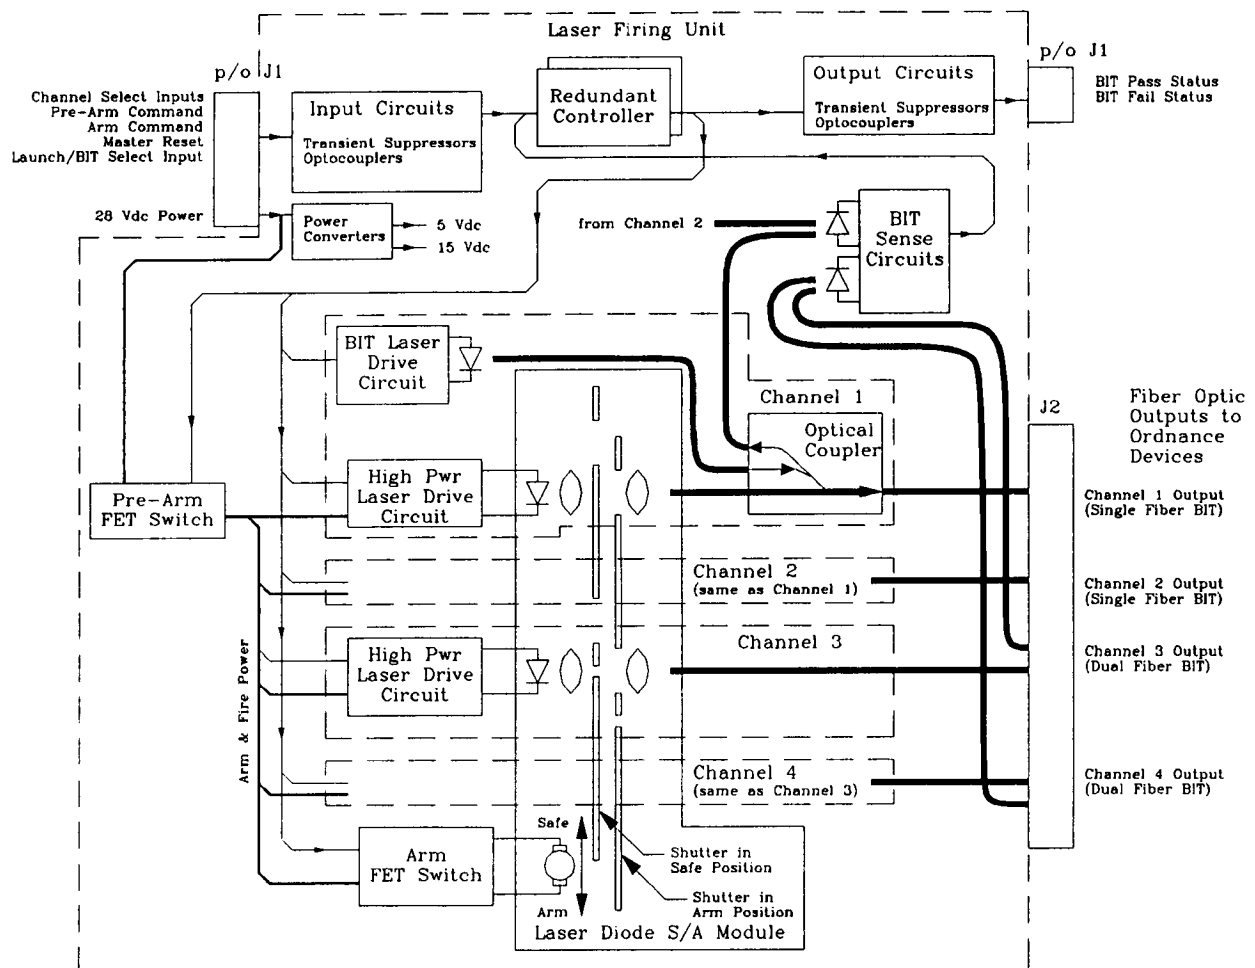 Laser Firing Unit
p/o J1
p/o J1
Channel Select Inputs
Pre-Arm Command
Arm Command
Master Reset
Launch/BIT Select Input
28 Vdc Power
Input Circuits
Transient Suppressors
Optocouplers
Redundant
Controller
Output Circuits
Transient Suppressors
Optocouplers
BIT Pass Status
BIT Fail Status
Power
Converters
5 Vdc
15 Vdc
from Channel 2
BIT
Sense
Circuits
BIT Laser
Drive
Circuit
Channel 1
Optical
Coupler
J2
Fiber Optic
Outputs to
Ordnance
Devices
High Pwr
Laser Drive
Circuit
Pre-Arm
FET Switch
Channel 1 Output
(Single Fiber BIT)
Channel 2
(same as Channel 1)
Channel 2 Output
(Single Fiber BIT)
High Pwr
Laser Drive
Circuit
Channel 3
Channel 3 Output
(Dual Fiber BIT)
Arm & Fire Power
Channel 4
(same as Channel 3)
Channel 4 Output
(Dual Fiber BIT)
Arm
FET Switch
Safe
Arm
Shutter in
Safe Position
Shutter in
Arm Position
Laser Diode S/A Module